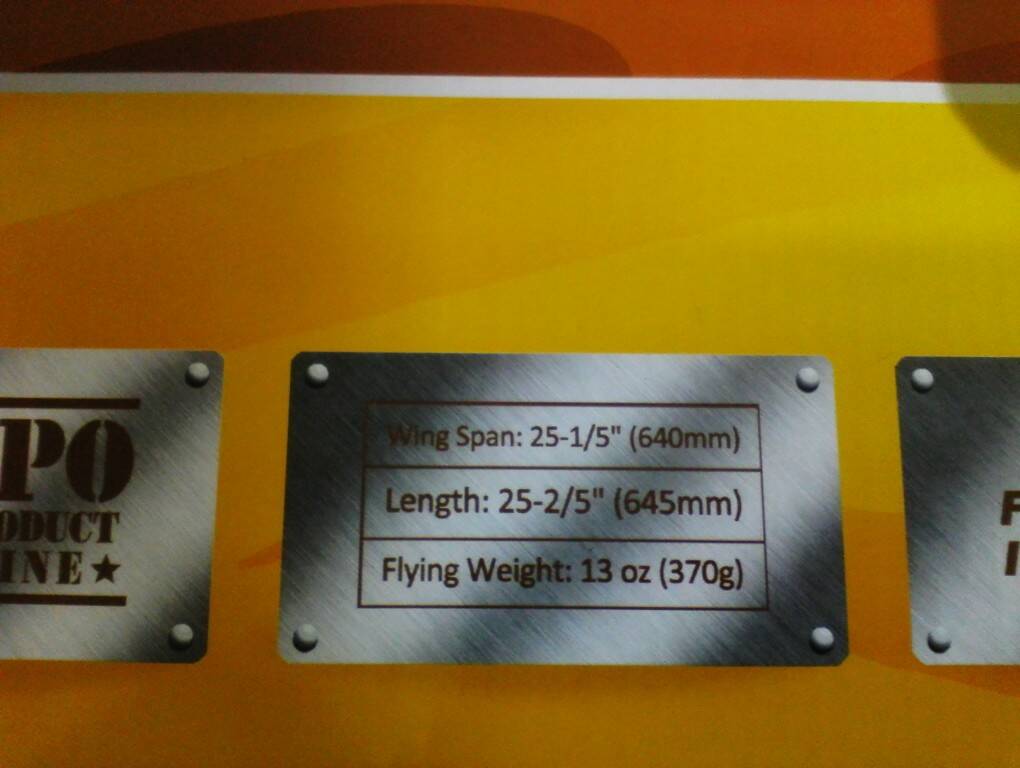 PO
ODUCT
INE★
Wing Span: 25-1/5" (640mm)
Length: 25-2/5" (645mm)
Flying Weight: 13 oz (370g)
F